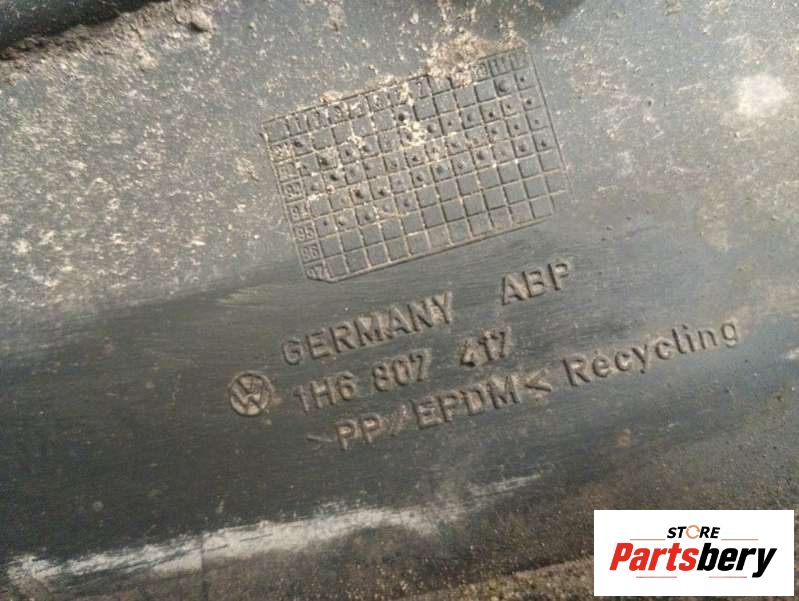 GERMANY ABP
1H6 807 417
>PP/EPDM< Recycling
STORE
Partsbery